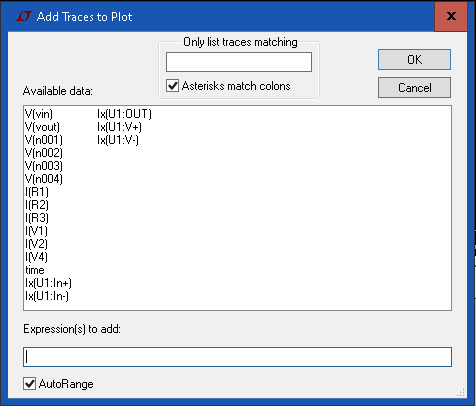 Add Traces to Plot
Only list traces matching
Asterisks match colons
OK
Cancel
Available data:
V(vin)
V(vout)
V(n001)
V(n002)
V(n003)
V(n004)
I(R1)
I(R2)
I(R3)
I(V1)
I(V2)
I(V4)
time
Ix(U1:In+)
Ix(U1:In-)
Ix(U1:OUT)
Ix(U1:V+)
Ix(U1:V-)
Expression(s) to add:
AutoRange